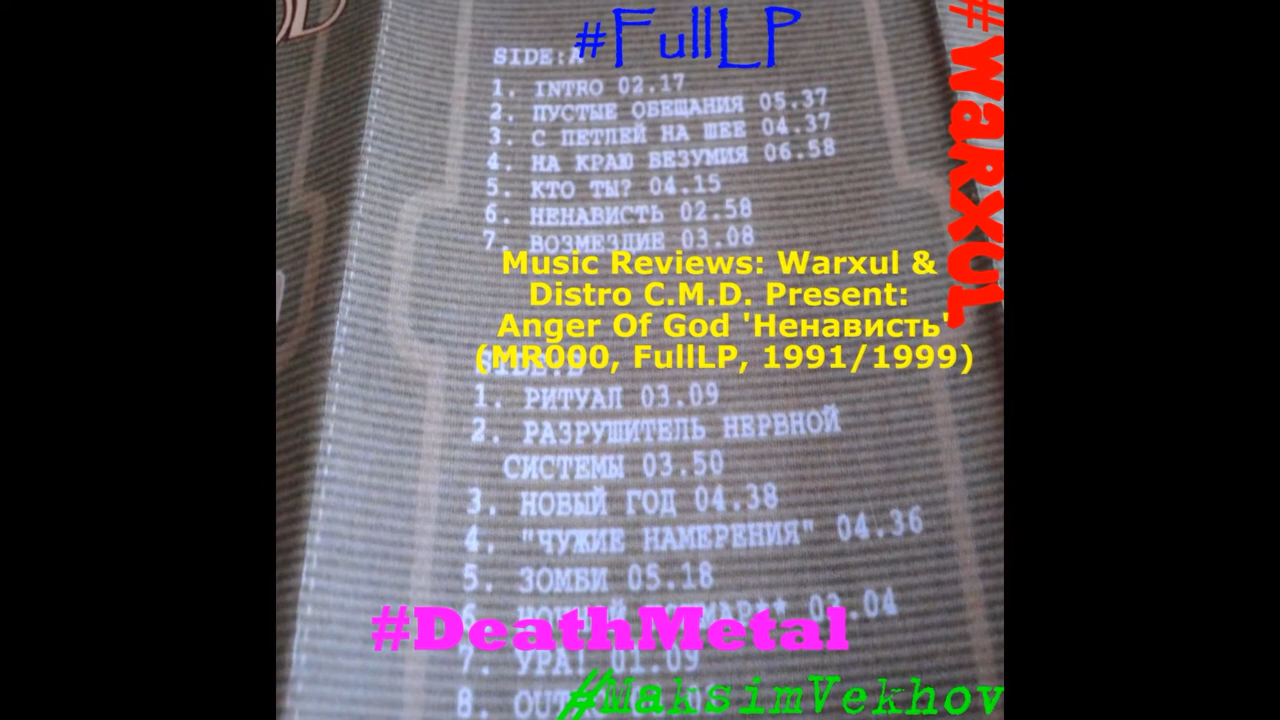 #FullLP
#Warxul
SIDE:A
1. INTRO 02.17
2. ПУСТЫЕ ОБЕЩАНИЯ 05.37
3. С ПЕТЛЕЙ НА ШЕЕ 04.37
4. НА КРАЮ БЕЗУМИЯ 06.58
5. КТО ТЫ? 04.15
6. НЕНАВИСТЬ 02.58
7. ВОЗМЕЗДИЕ 03.08
Music Reviews: Warxul &
Distro C.M.D. Present:
Anger Of God 'Ненависть'
(MR000, FullLP, 1991/1999)
1. РИТУАЛ 03.09
2. РАЗРУШИТЕЛЬ НЕРВНОЙ
СИСТЕМЫ 03.50
3. НОВЫЙ ГОД 04.38
4. "ЧУЖИЕ НАМЕРЕНИЯ" 04.36
5. ЗОМБИ 05.18
6. 03.04
#DeathMetal
7. УРА! 01.09
8.
#MaksimVekhov